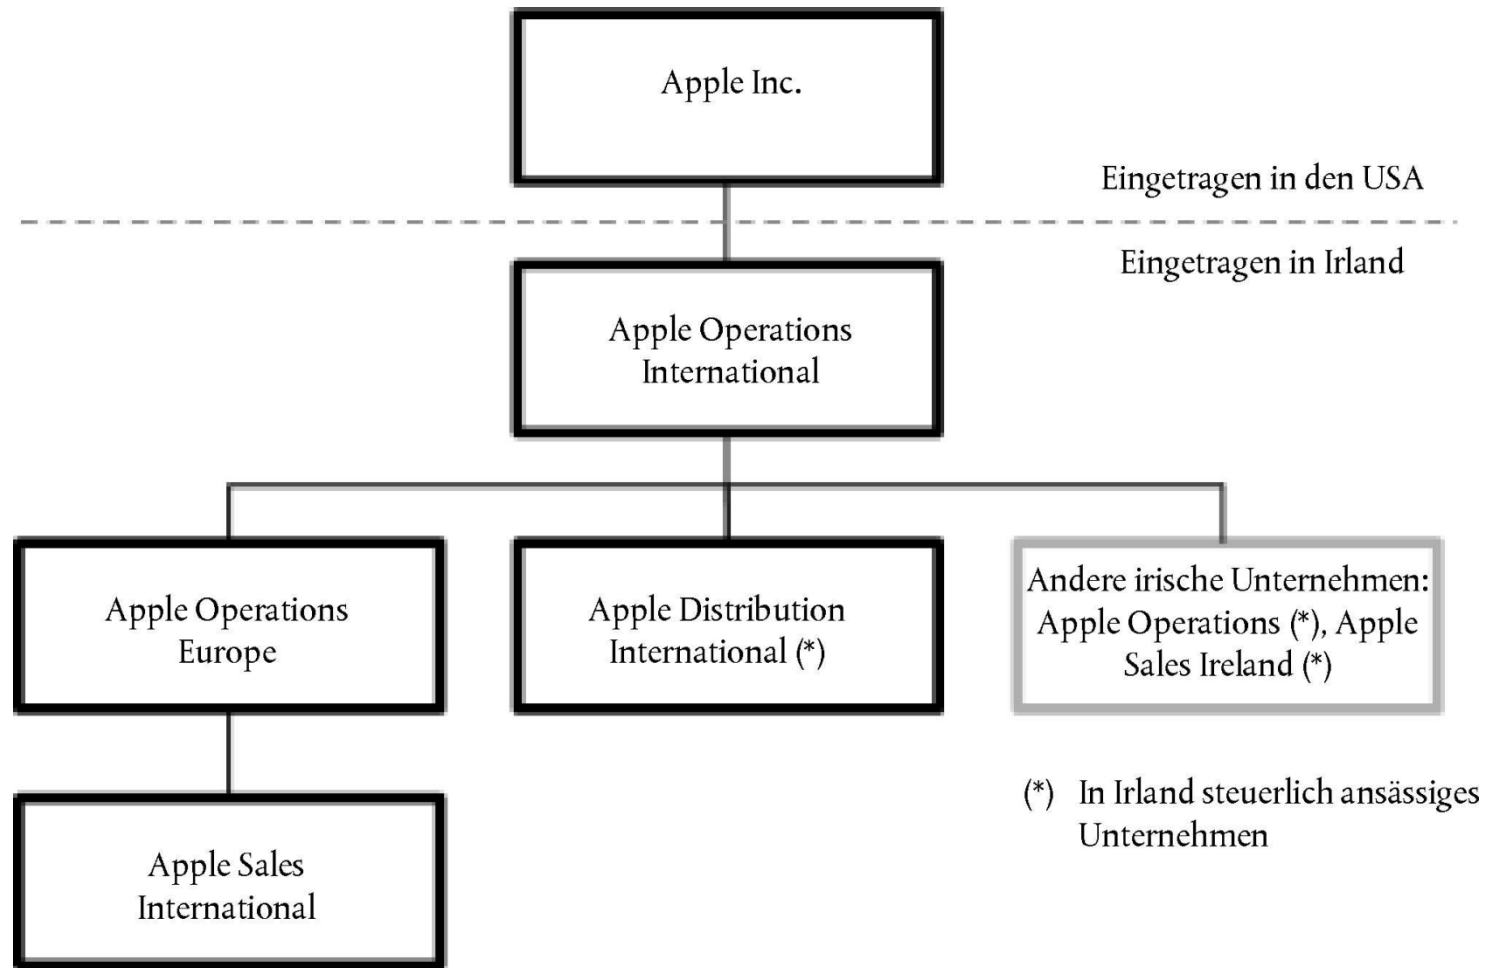 Apple Inc.
Eingetragen in den USA
Eingetragen in Irland
Apple Operations
International
Apple Operations
Europe
Apple Distribution
International (*)
Andere irische Unternehmen:
Apple Operations (*), Apple
Sales Ireland (*)
Apple Sales
International
(*) In Irland steuerlich ansässiges
Unternehmen